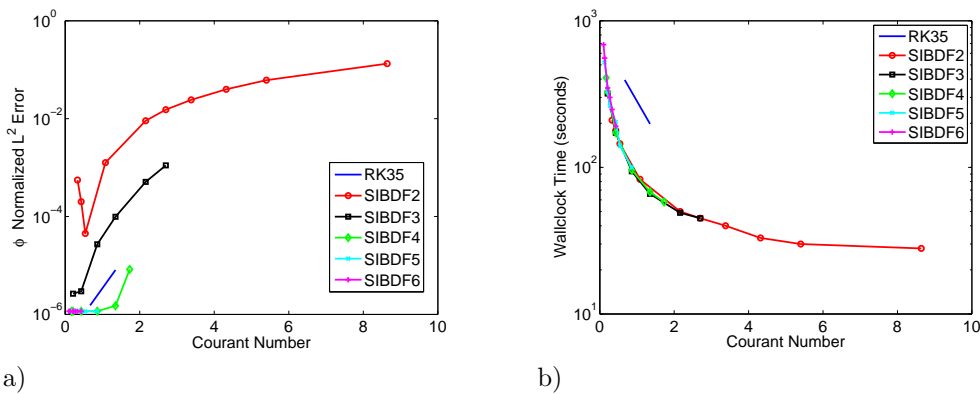 10^0
10^-2
10^-4
10^-6
ϕ Normalized L^2 Error
0 2 4 6 8 10
Courant Number
RK35
SIBDF2
SIBDF3
SIBDF4
SIBDF5
SIBDF6
a)
10^3
10^2
10^1
Wallclock Time (seconds)
0 2 4 6 8 10
Courant Number
RK35
SIBDF2
SIBDF3
SIBDF4
SIBDF5
SIBDF6
b)